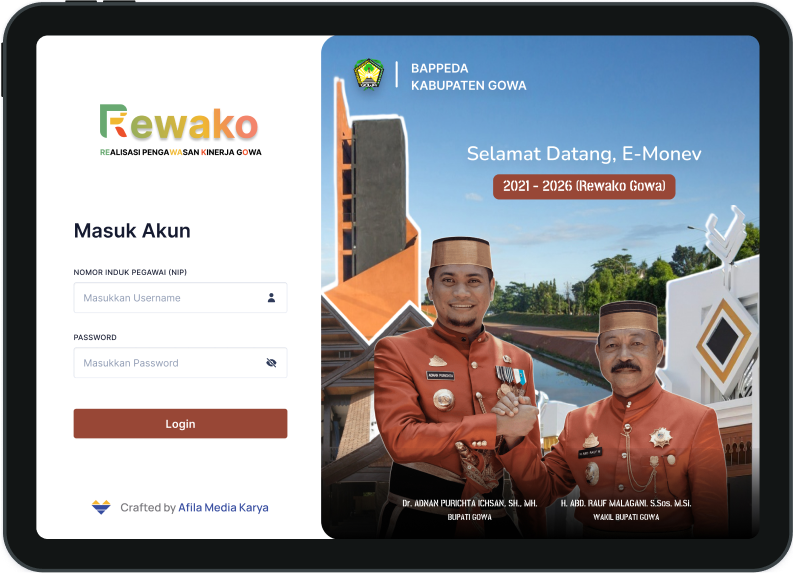 Rewako
REALISASI PENGAWASAN KINERJA GOWA
Masuk Akun
NOMOR INDUK PEGAWAI (NIP)
Masukkan Username
PASSWORD
Masukkan Password
Login
Crafted by Afila Media Karya
BAPPEDA
KABUPATEN GOWA
Selamat Datang, E-Monev
2021 - 2026 (Rewako Gowa)
ADNAN PURICHTA
Dr. ADNAN PURICHTA ICHSAN, SH., MH.
BUPATI GOWA
H. ABD. RAUF MALAGANI, S.Sos, M.Si.
WAKIL BUPATI GOWA